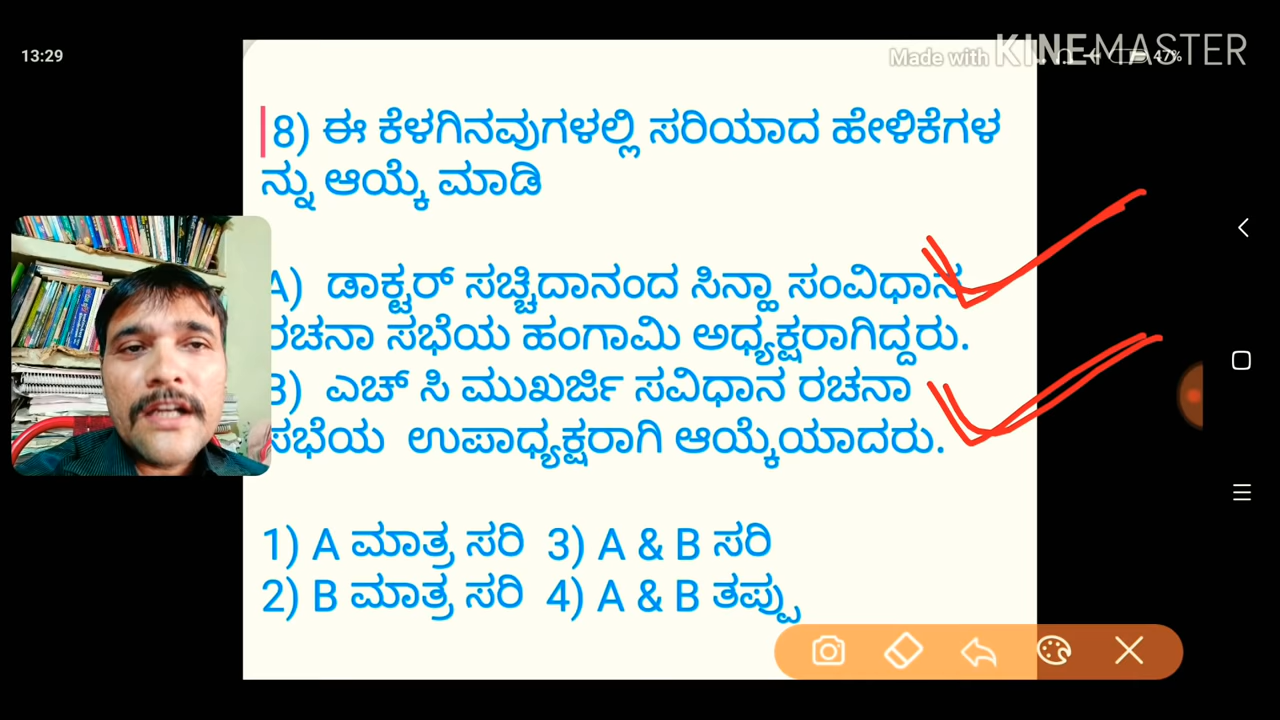 13:29
Made with KINEMASTER
47%
8) ಈ ಕೆಳಗಿನವುಗಳಲ್ಲಿ ಸರಿಯಾದ ಹೇಳಿಕೆಗಳ
ನ್ನು ಆಯ್ಕೆ ಮಾಡಿ
A) ಡಾಕ್ಟರ್ ಸಚ್ಚಿದಾನಂದ ಸಿನ್ಹಾ ಸಂವಿಧಾನ
ರಚನಾ ಸಭೆಯ ಹಂಗಾಮಿ ಅಧ್ಯಕ್ಷರಾಗಿದ್ದರು.
B) ಎಚ್ ಸಿ ಮುಖರ್ಜಿ ಸವಿಧಾನ ರಚನಾ
ಸಭೆಯ ಉಪಾಧ್ಯಕ್ಷರಾಗಿ ಆಯ್ಕೆಯಾದರು.
1) A ಮಾತ್ರ ಸರಿ 3) A & B ಸರಿ
2) B ಮಾತ್ರ ಸರಿ 4) A & B ತಪ್ಪು